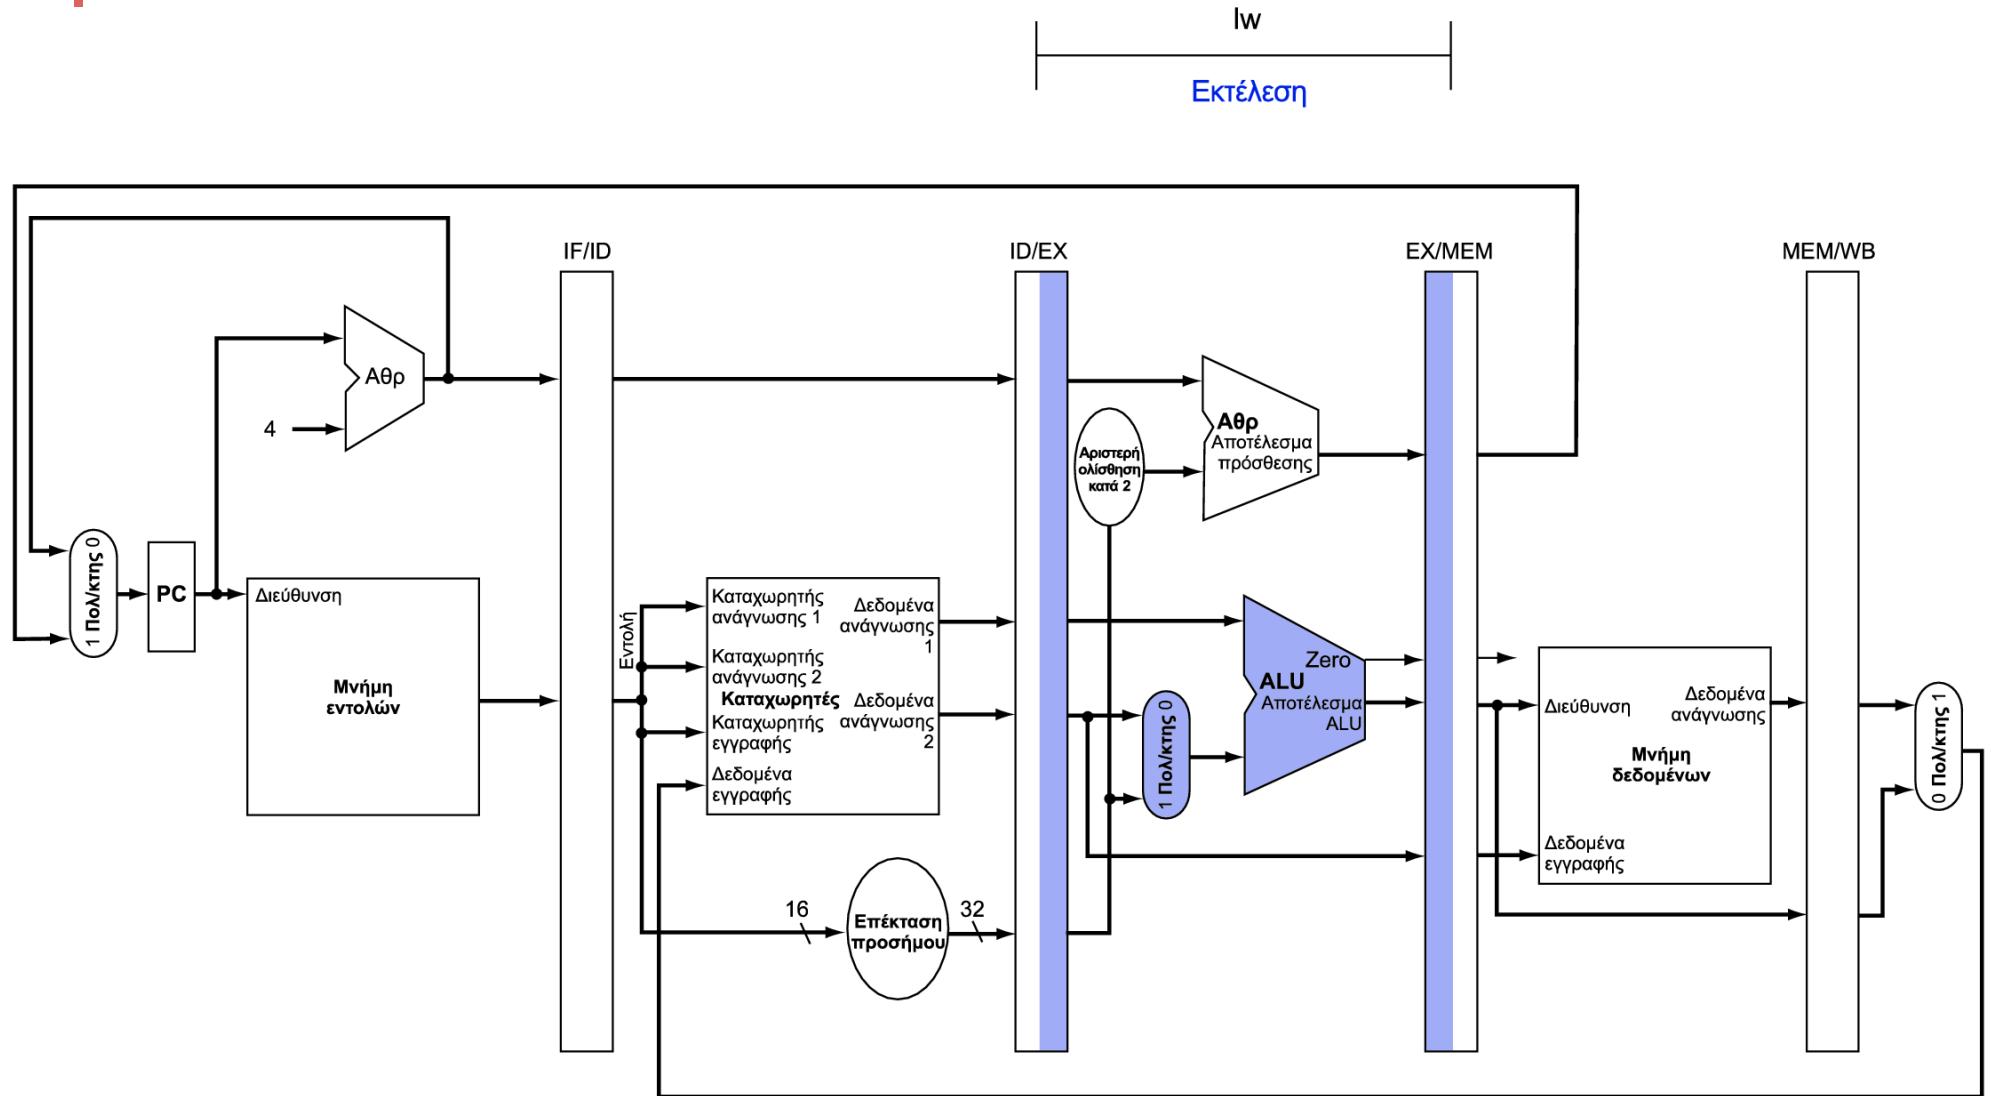 lw
Εκτέλεση
IF/ID
ID/EX
EX/MEM
MEM/WB
Αθρ
4
Αθρ
Αποτέλεσμα
πρόσθεσης
Αριστερή
ολίσθηση
κατά 2
1 Πολ/κτης 0
PC
Διεύθυνση
Μνήμη
εντολών
Εντολή
Καταχωρητής
ανάγνωσης 1
Καταχωρητής
ανάγνωσης 2
Καταχωρητές
Καταχωρητής
εγγραφής
Δεδομένα
εγγραφής
Δεδομένα
ανάγνωσης
1
Δεδομένα
ανάγνωσης
2
16
Επέκταση
προσήμου
32
1 Πολ/κτης 0
Zero
ALU
Αποτέλεσμα
ALU
Διεύθυνση
Δεδομένα
ανάγνωσης
Μνήμη
δεδομένων
Δεδομένα
εγγραφής
0 Πολ/κτης 1